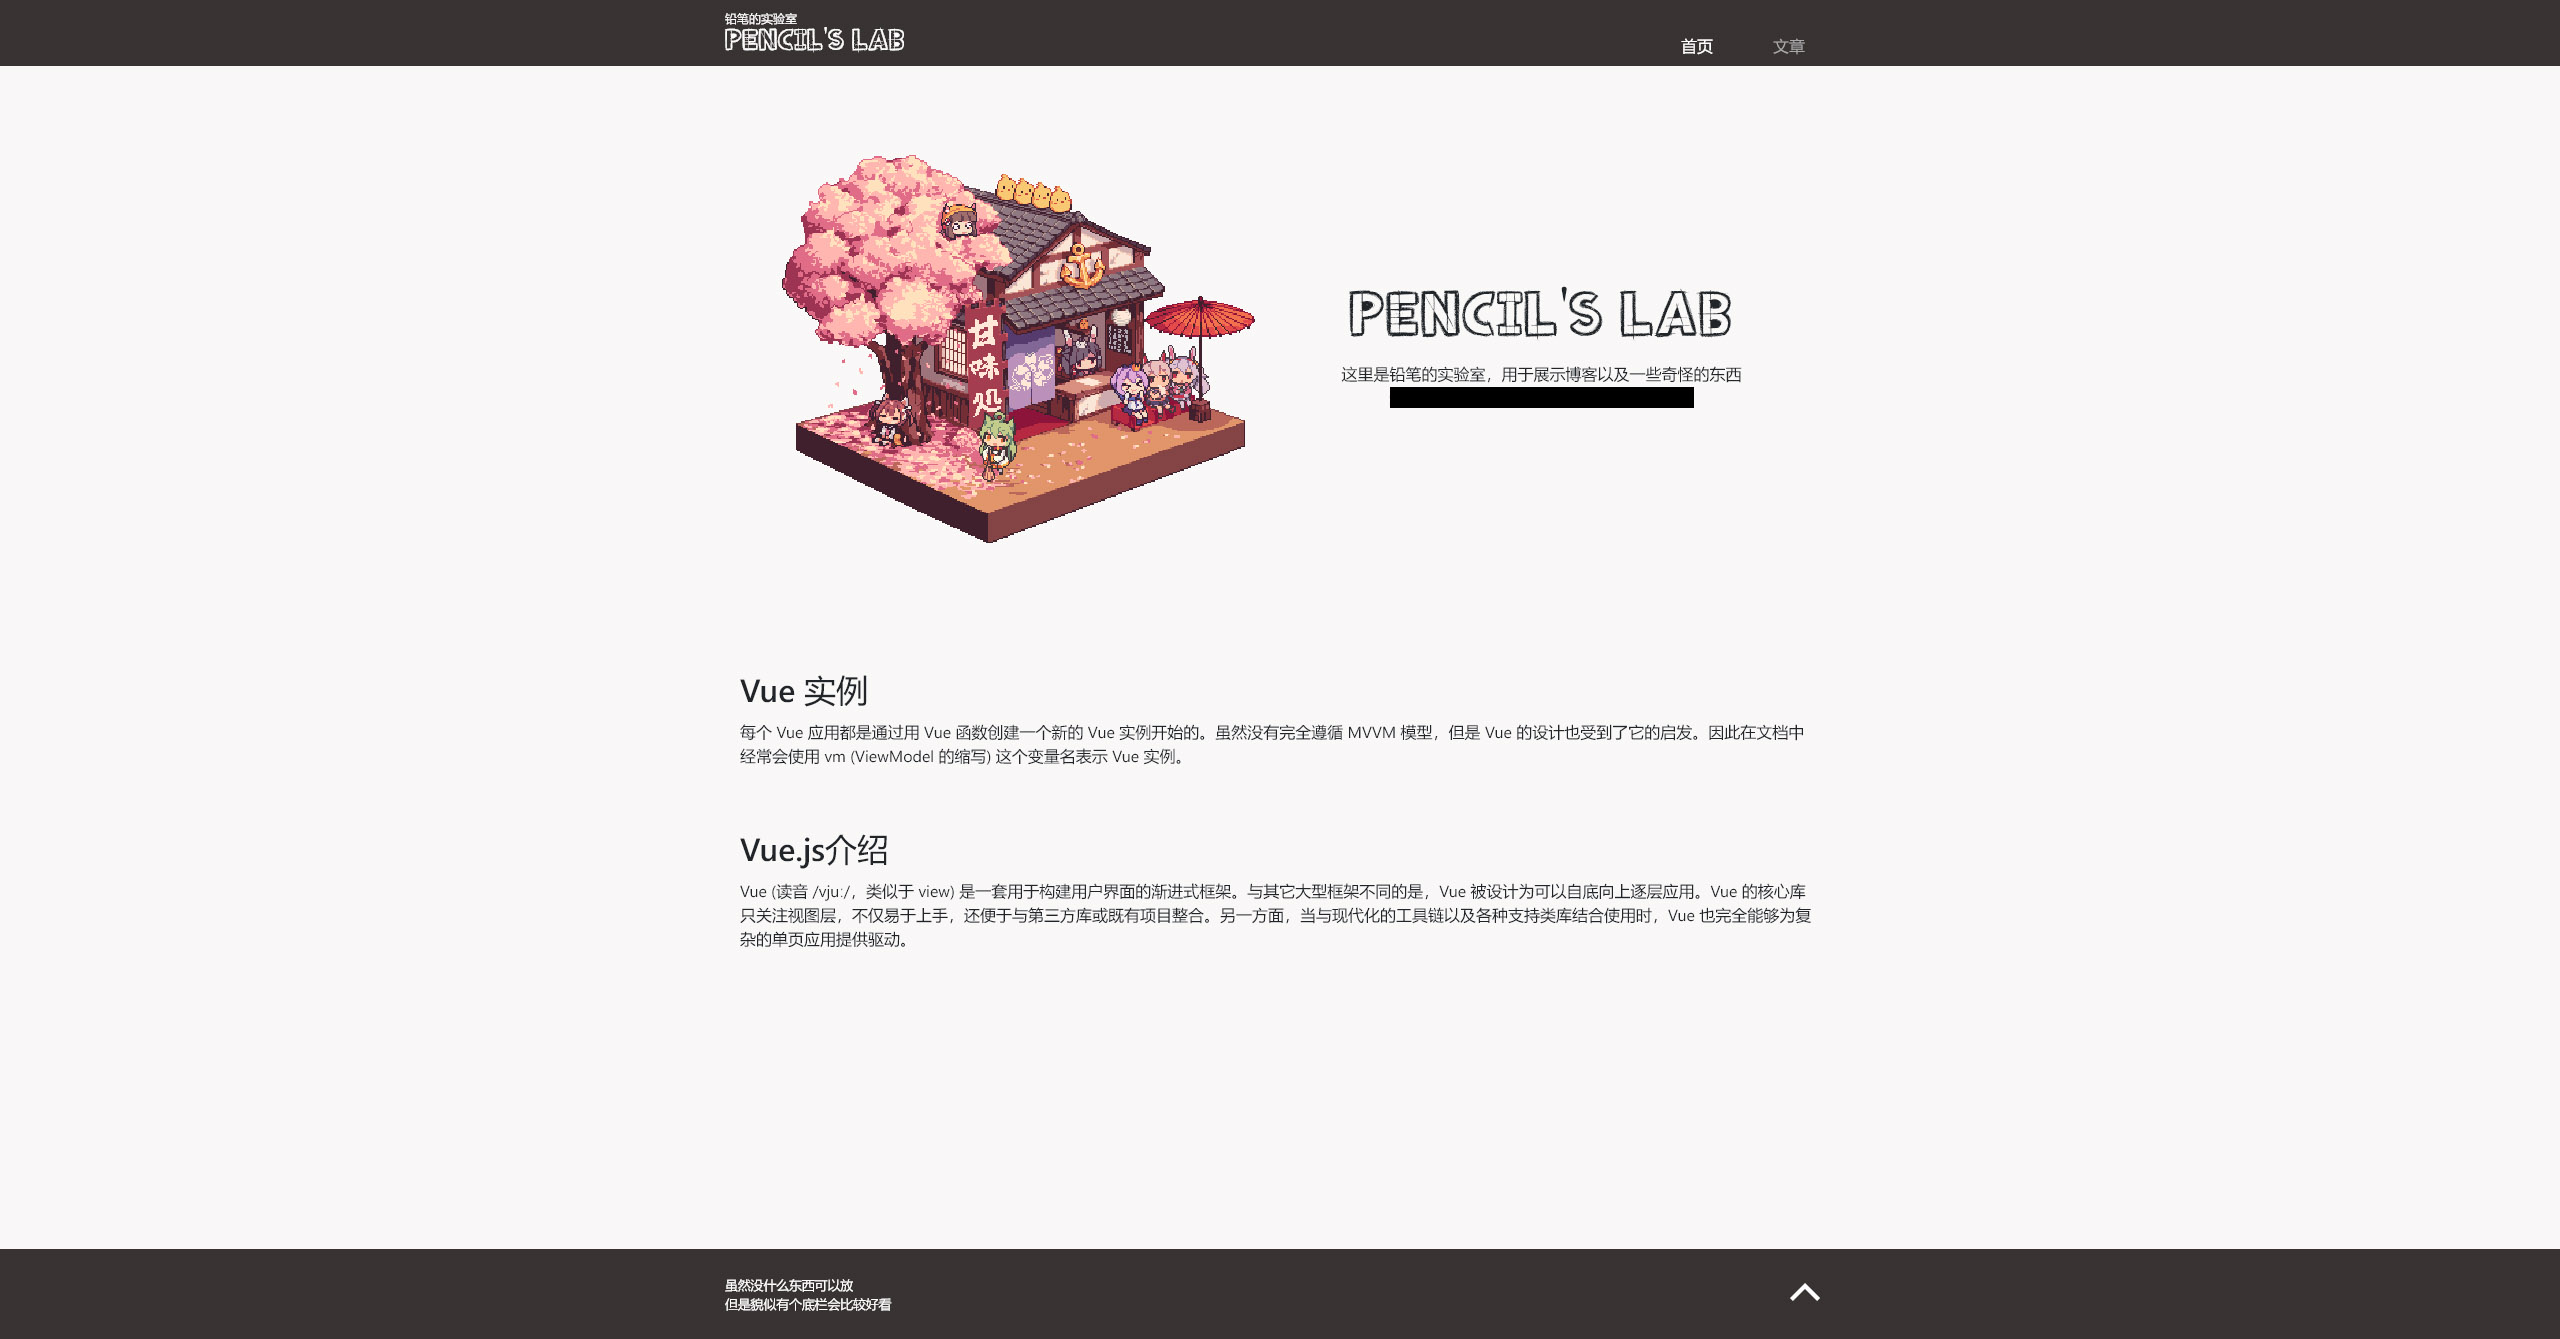 铅笔的实验室
PENCIL'S LAB
首页
文章
甘味処
PENCIL'S LAB
这里是铅笔的实验室，用于展示博客以及一些奇怪的东西
Vue 实例
每个 Vue 应用都是通过用 Vue 函数创建一个新的 Vue 实例开始的。虽然没有完全遵循 MVVM 模型，但是 Vue 的设计也受到了它的启发。因此在文档中
经常会使用 vm (ViewModel 的缩写) 这个变量名表示 Vue 实例。
Vue.js介绍
Vue (读音 /vjuː/，类似于 view) 是一套用于构建用户界面的渐进式框架。与其它大型框架不同的是，Vue 被设计为可以自底向上逐层应用。Vue 的核心库
只关注视图层，不仅易于上手，还便于与第三方库或既有项目整合。另一方面，当与现代化的工具链以及各种支持类库结合使用时，Vue 也完全能够为复
杂的单页应用提供驱动。
虽然没什么东西可以放
但是貌似有个底栏会比较好看